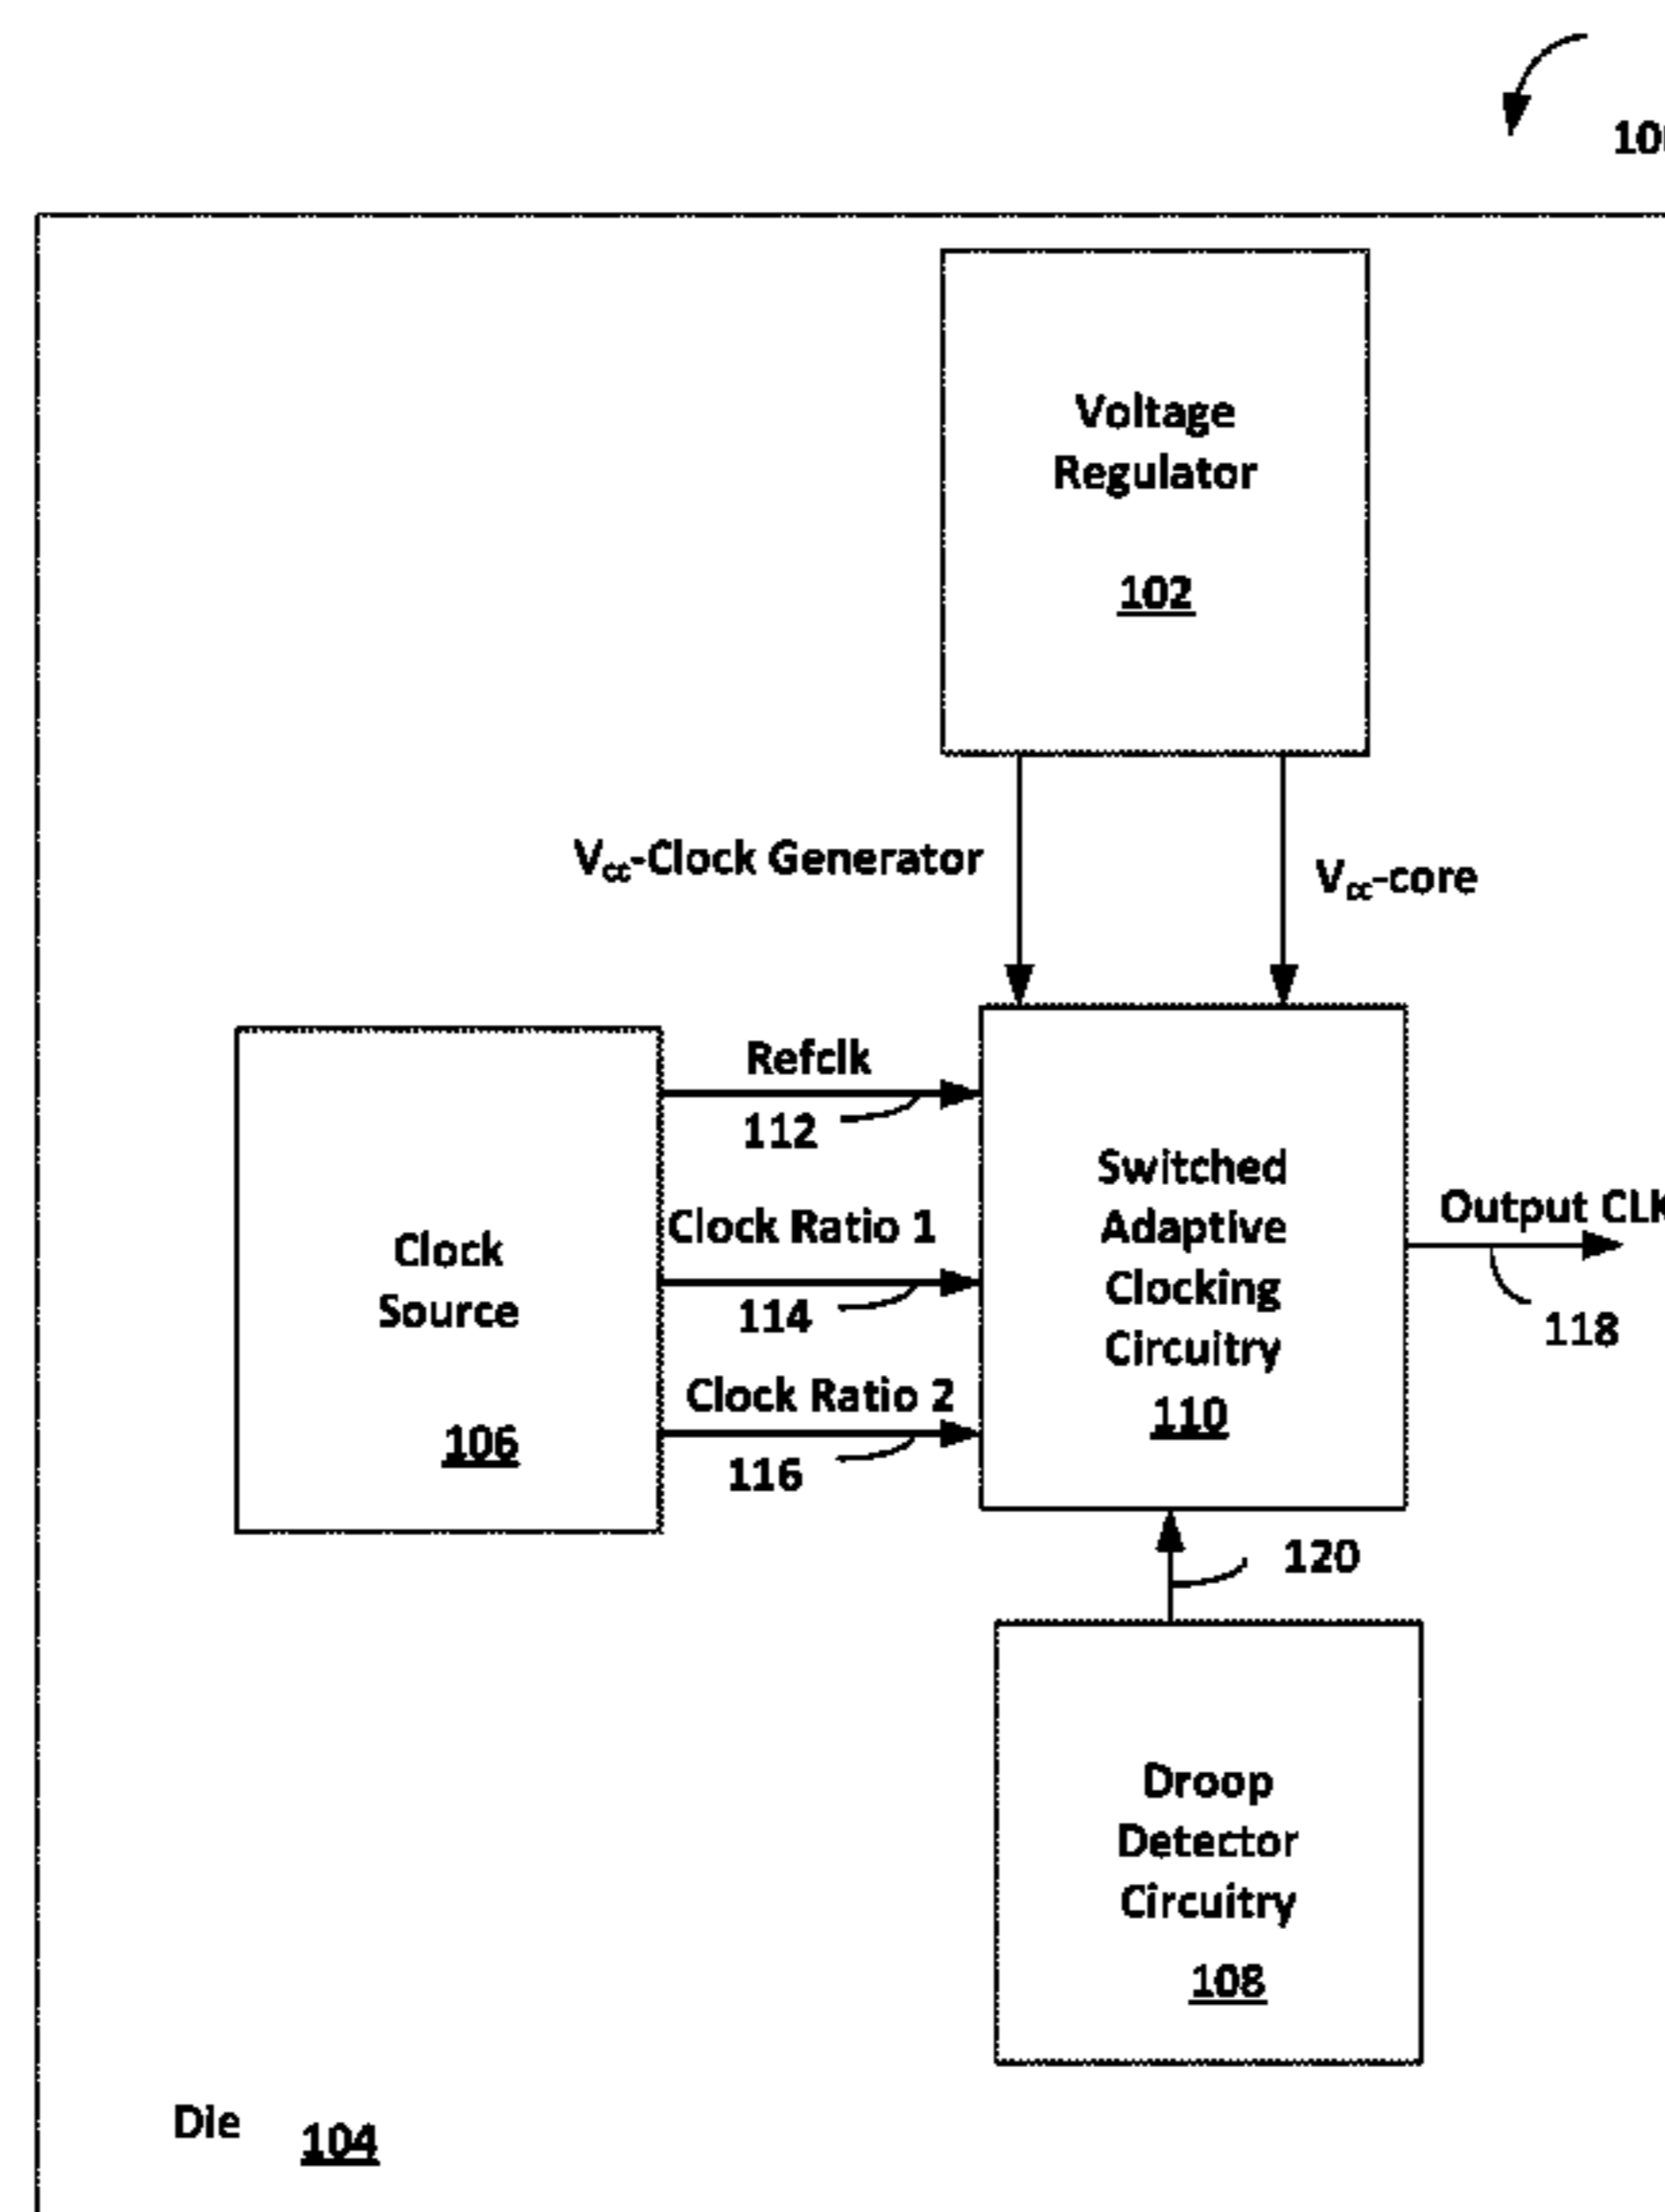 Voltage
Regulator
102
Vcc-Clock Generator
Vcc-core
Refclk
112
Clock Ratio 1
114
Clock Ratio 2
116
Clock
Source
106
Switched
Adaptive
Clocking
Circuitry
110
Output CLK
118
120
Droop
Detector
Circuitry
108
Die 104